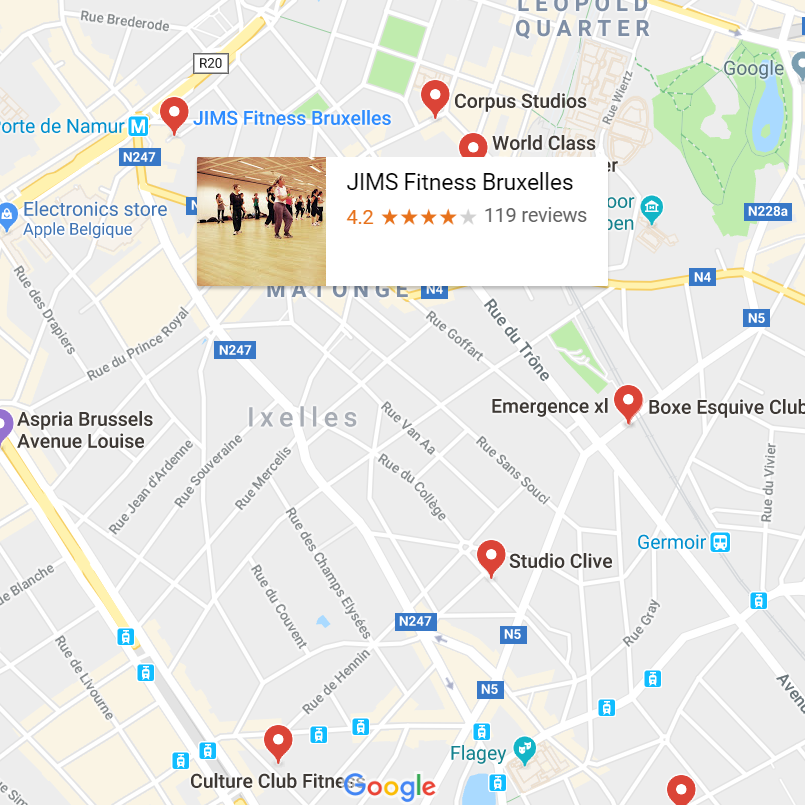 LEOPOLD
QUARTER
Rue Brederode
R20
Google
Rue Wiertz
Corpus Studios
JIMS Fitness Bruxelles
Porte de Namur
M
World Class
N247
JIMS Fitness Bruxelles
4.2
119 reviews
Electronics store
Apple Belgique
N228a
N4
MATONGE
N4
N5
Rue des Drapiers
Rue du Prince Royal
Rue Goffart
Rue du Trône
N247
Emergence xl
Boxe Esquive Club
Ixelles
Aspria Brussels
Avenue Louise
Rue Van Aa
Rue Sans Souci
Rue du Vivier
Rue Jean d'Ardenne
Rue Souveraine
Rue Mercelis
Rue du Collège
Germoir
Studio Clive
Rue des Champs Elysées
Rue Blanche
Rue du Couvent
N247
N5
Rue Gray
Rue de Livourne
Rue de Hennin
N5
Flagey
Culture Club Fitness
Google